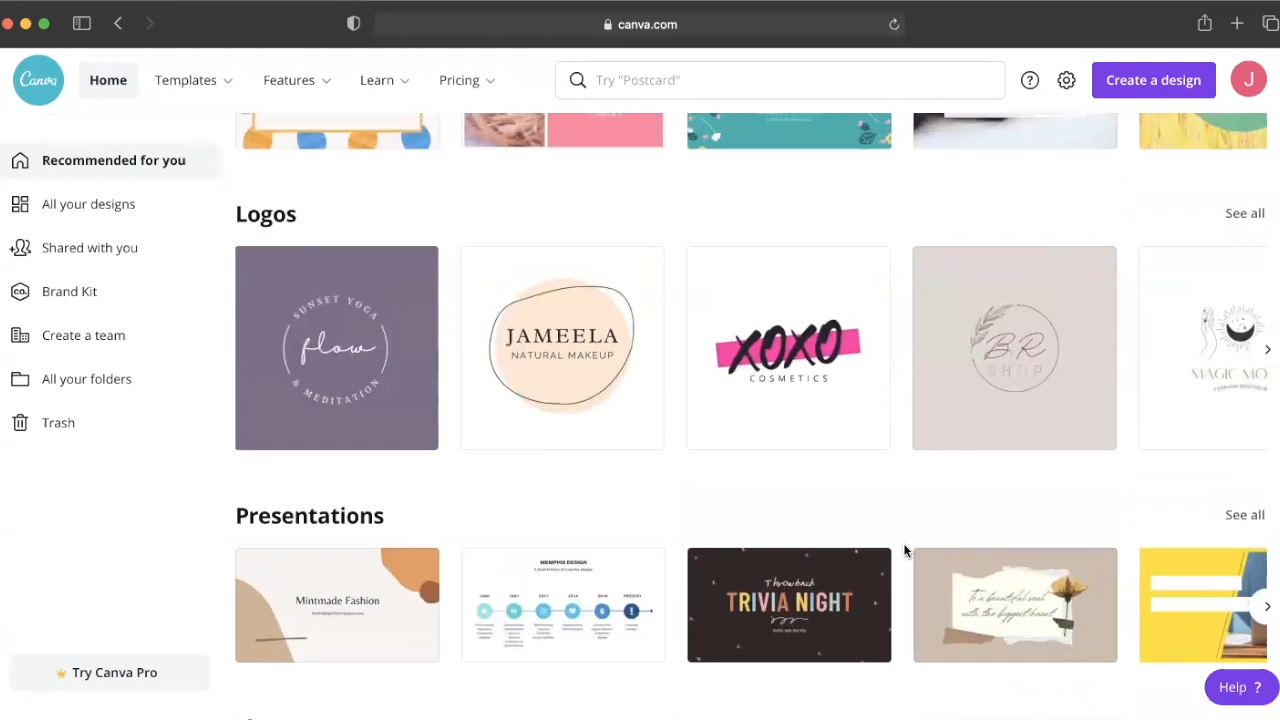 canva.com
Canva
Home
Templates
Features
Learn
Pricing
Try "Postcard"
Create a design
J
Recommended for you
All your designs
Shared with you
Brand Kit
Create a team
All your folders
Trash
Try Canva Pro
Logos
See all
SUNSET YOGA
flow
& MEDITATION
JAMEELA
NATURAL MAKEUP
XOXO
COSMETICS
BR
SHOP
MAGIC MO
Presentations
See all
Mintmade Fashion
MEMPHIS DESIGN
Throwback
TRIVIA NIGHT
Help ?